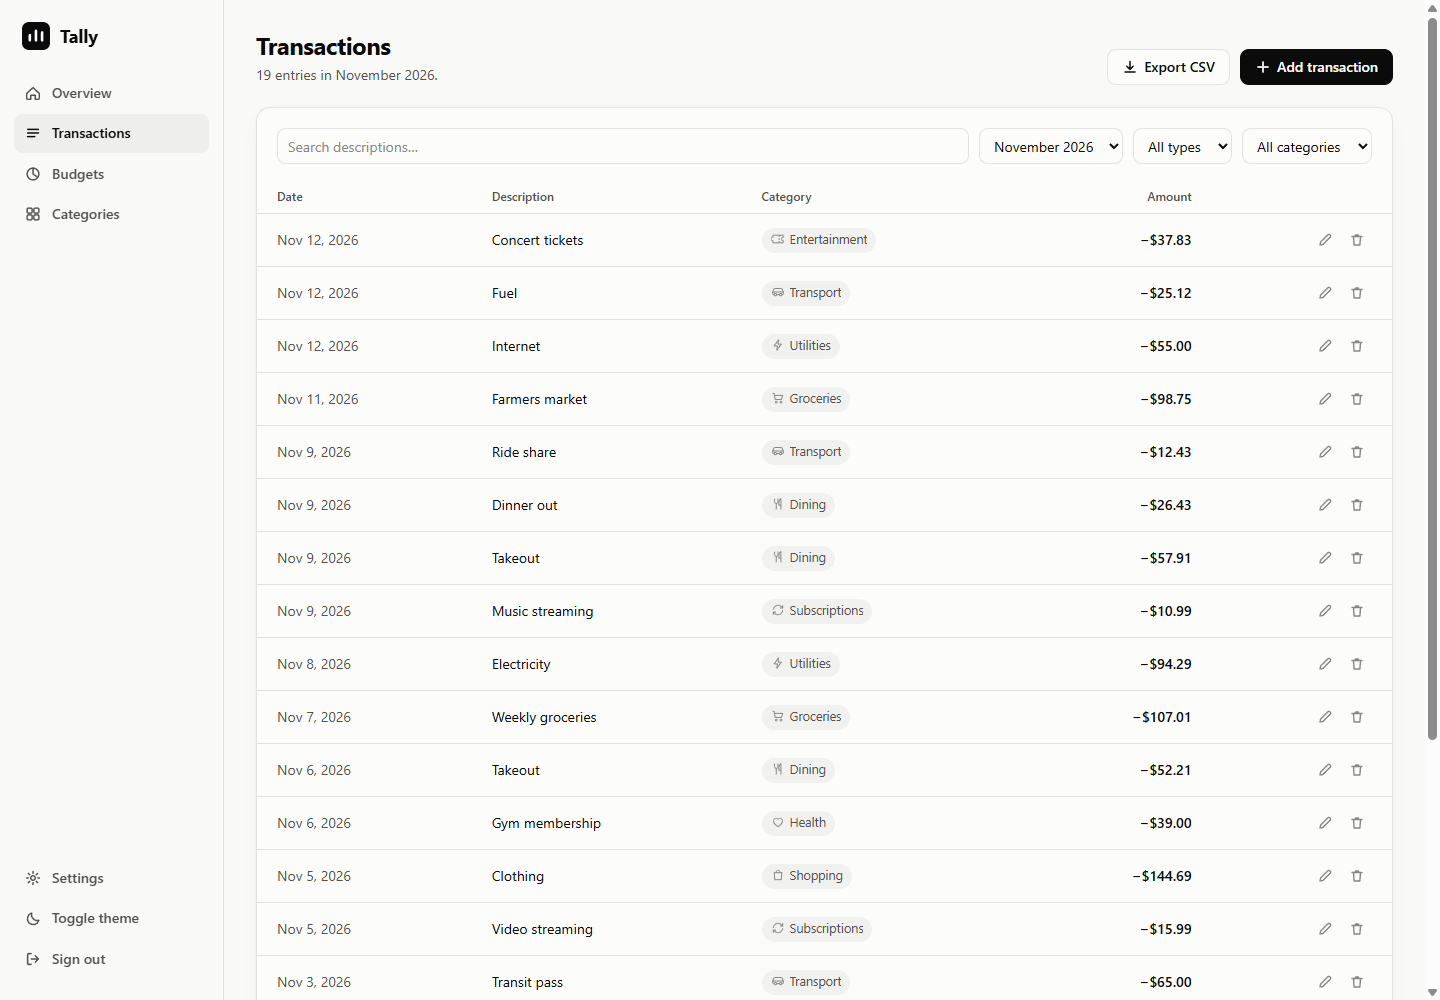 Tally
Overview
Transactions
Budgets
Categories
Settings
Toggle theme
Sign out
Transactions
19 entries in November 2026.
Export CSV
Add transaction
Search descriptions...
November 2026
All types
All categories
Date Description Category Amount
Nov 12, 2026 Concert tickets Entertainment −$37.83
Nov 12, 2026 Fuel Transport −$25.12
Nov 12, 2026 Internet Utilities −$55.00
Nov 11, 2026 Farmers market Groceries −$98.75
Nov 9, 2026 Ride share Transport −$12.43
Nov 9, 2026 Dinner out Dining −$26.43
Nov 9, 2026 Takeout Dining −$57.91
Nov 9, 2026 Music streaming Subscriptions −$10.99
Nov 8, 2026 Electricity Utilities −$94.29
Nov 7, 2026 Weekly groceries Groceries −$107.01
Nov 6, 2026 Takeout Dining −$52.21
Nov 6, 2026 Gym membership Health −$39.00
Nov 5, 2026 Clothing Shopping −$144.69
Nov 5, 2026 Video streaming Subscriptions −$15.99
Nov 3, 2026 Transit pass Transport −$65.00